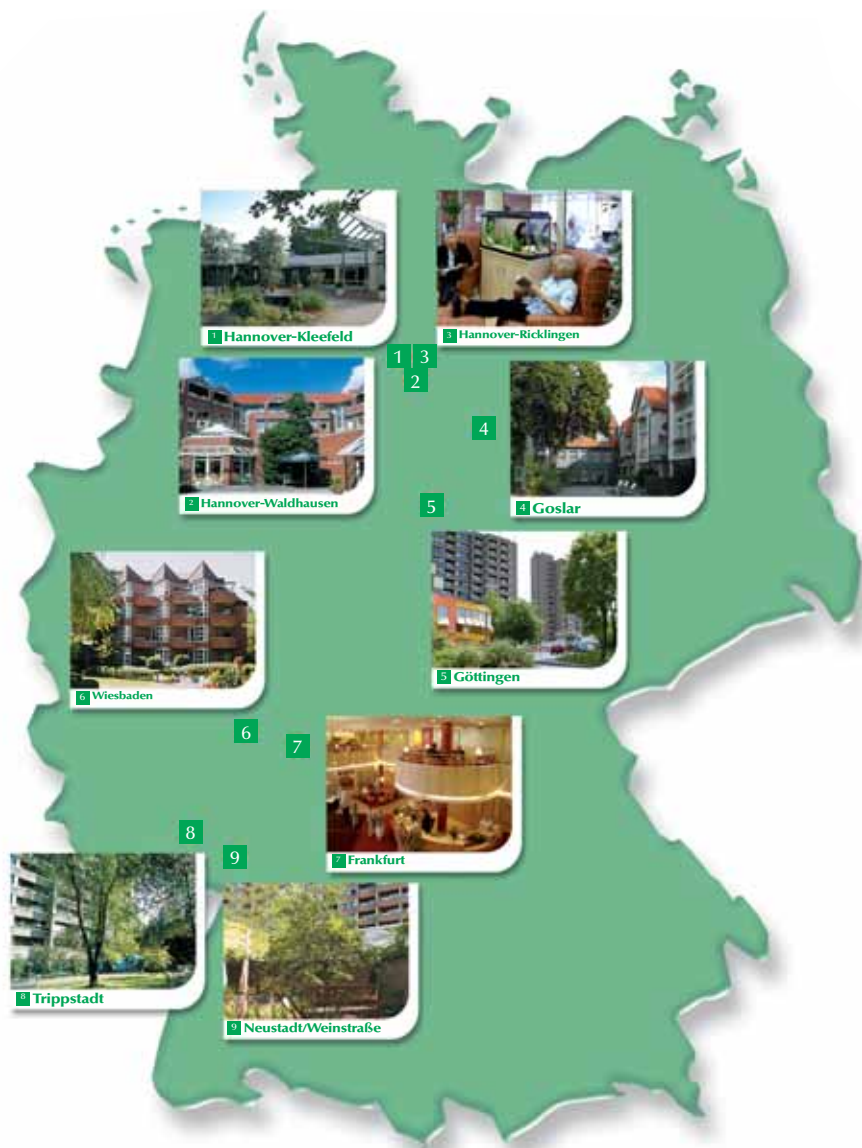 1 Hannover-Kleefeld
3 Hannover-Ricklingen
1 3
2
2 Hannover-Waldhausen
4
4 Goslar
5
5 Göttingen
6 Wiesbaden
6
7
7 Frankfurt
8
9
8 Trippstadt
9 Neustadt/Weinstraße